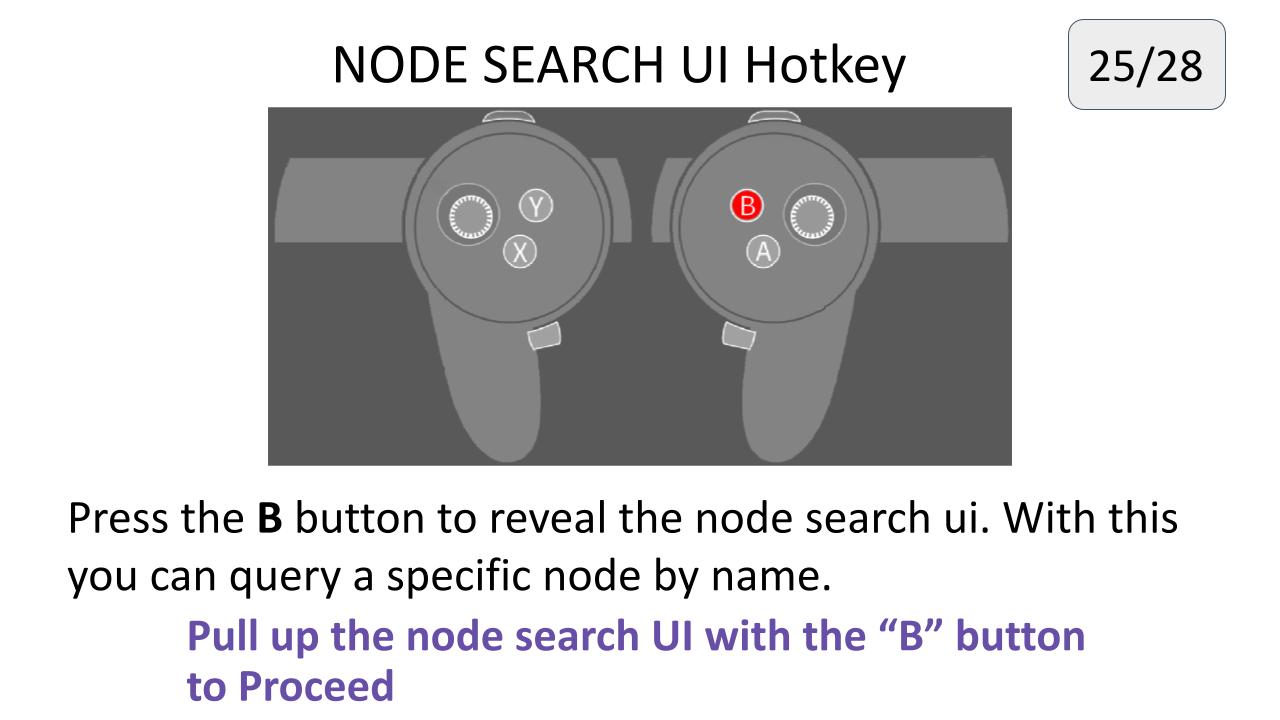 NODE SEARCH UI Hotkey
25/28
Y
B
X
A
Press the B button to reveal the node search ui. With this
you can query a specific node by name.
Pull up the node search UI with the “B” button
to Proceed